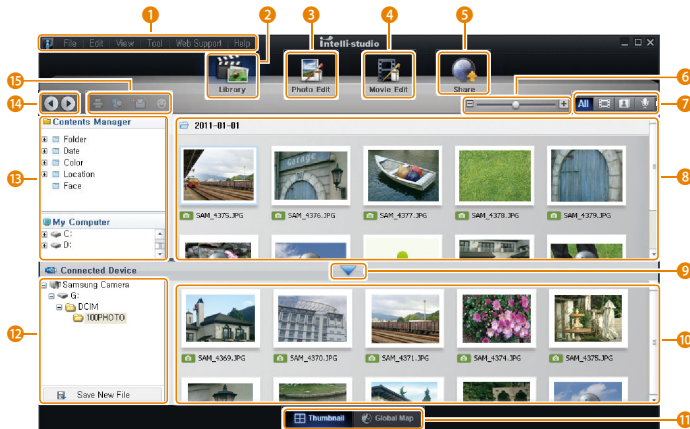 1 2 3 4 5
File Edit View Tool Web Support Help
intelli-studio
15
14
Library Photo Edit Movie Edit Share
6
All 7
Contents Manager
Folder
Date
Color
Location
Face
13
My Computer
C:
D:
2011-01-01
8
SAM_4375.JPG SAM_4376.JPG SAM_4377.JPG SAM_4378.JPG SAM_4379.JPG
Connected Device 9
Samsung Camera
G:
DCIM
100PHOTO
12
Save New File
10
SAM_4369.JPG SAM_4370.JPG SAM_4371.JPG SAM_4374.JPG SAM_4375.JPG
Thumbnail Global Map 11